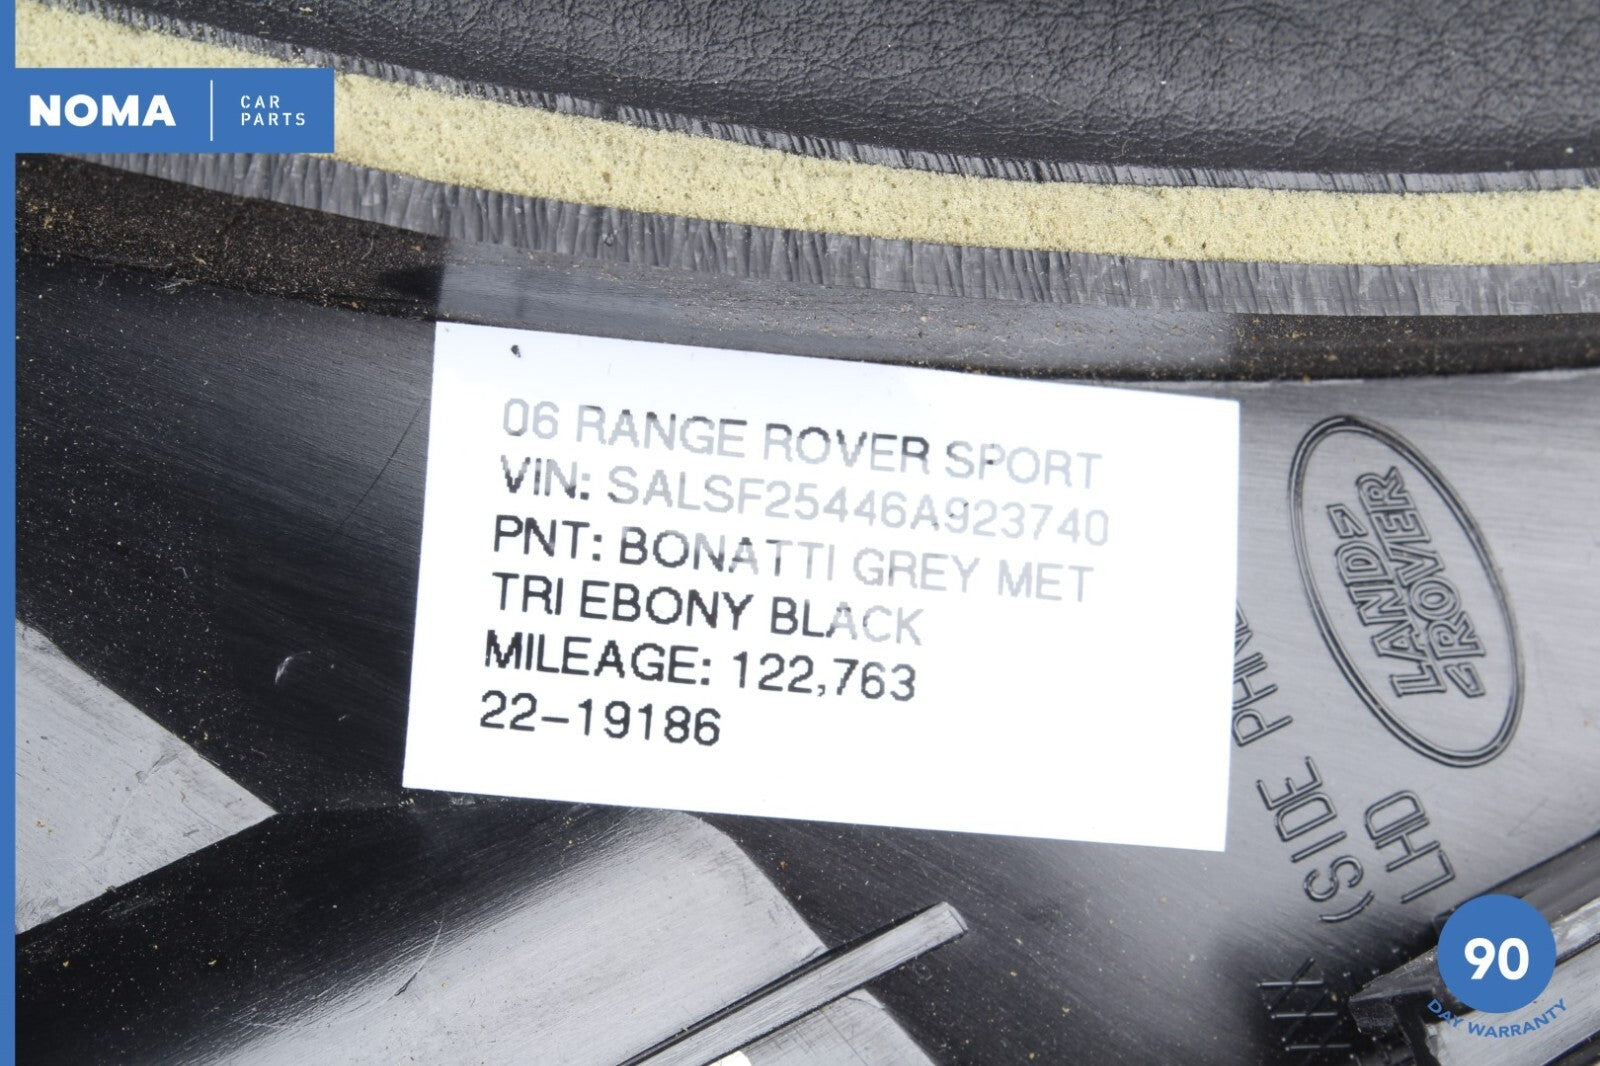 NOMA
CAR
PARTS
06 RANGE ROVER SPORT
VIN: SALSF25446A923740
PNT: BONATTI GREY MET
TRI EBONY BLACK
MILEAGE: 122,763
22-19186
LAND
ROVER
(SIDE
LHD
90
DAY WARRANTY